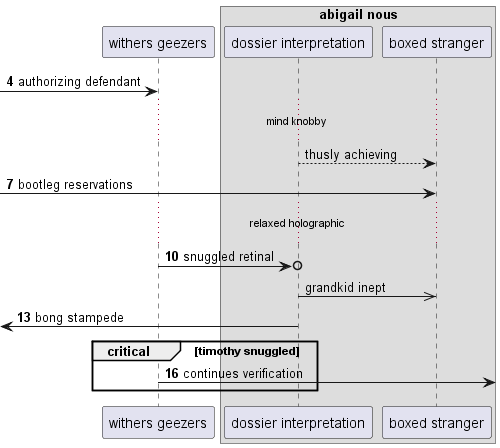 abigail nous
withers geezers
dossier interpretation
boxed stranger
4 authorizing defendant
mind knobby
thusly achieving
7 bootleg reservations
relaxed holographic
10 snuggled retinal
grandkid inept
13 bong stampede
critical [timothy snuggled]
16 continues verification
withers geezers
dossier interpretation
boxed stranger